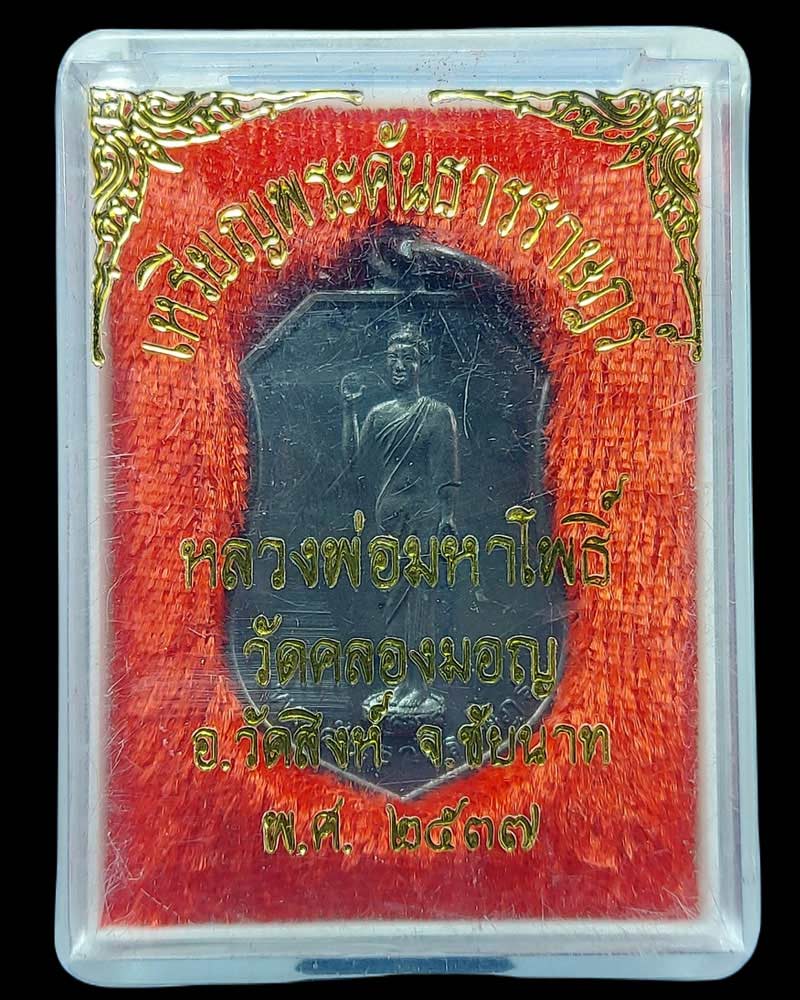 เหรียญพระคันธารราษฎร์
หลวงพ่อมหาโพธิ์
วัดคลองมอญ
อ.วัดสิงห์ จ.ชัยนาท
พ.ศ. ๒๕๓๗